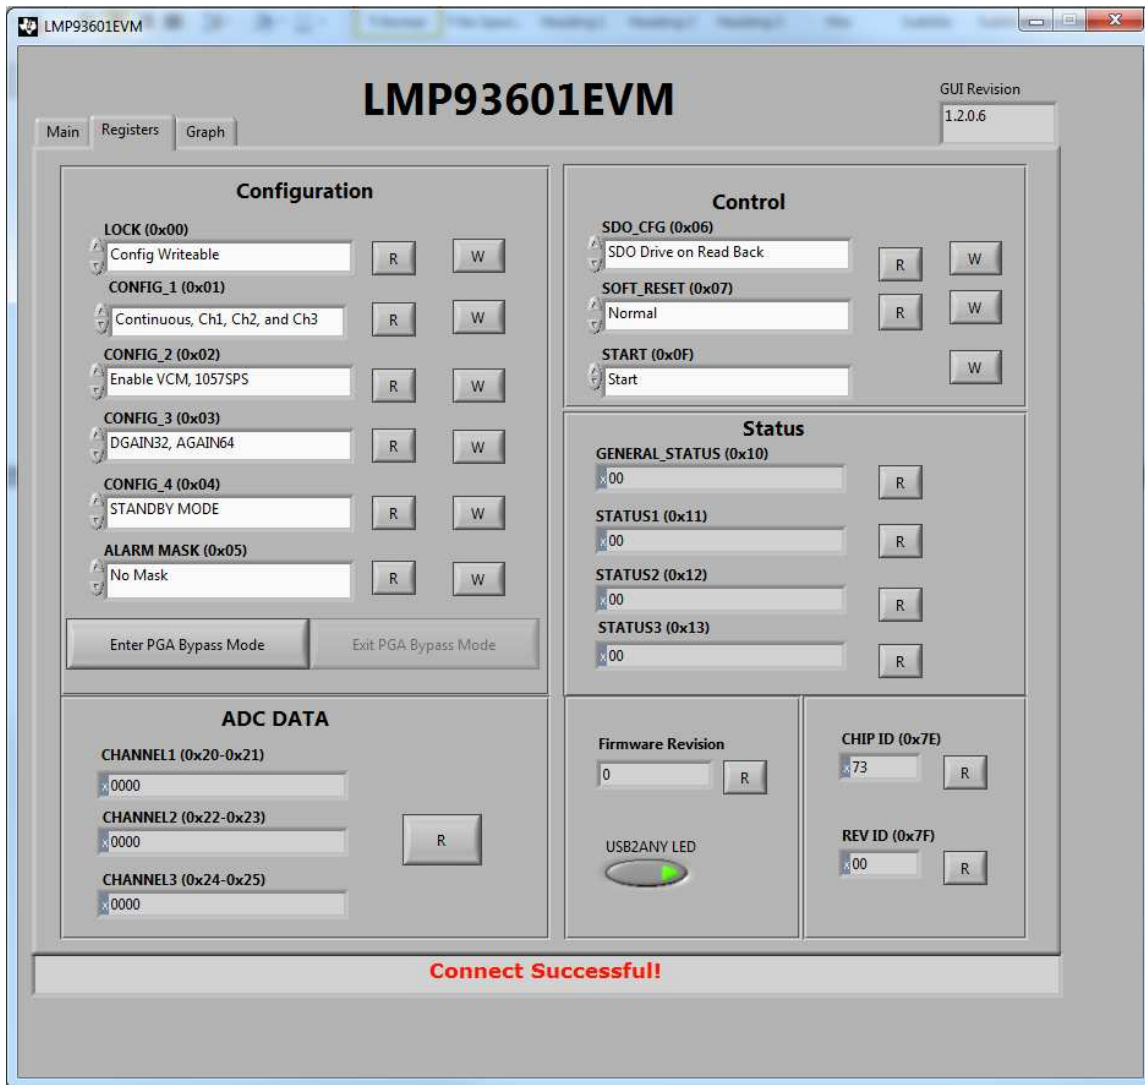 LMP93601EVM
LMP93601EVM
GUI Revision
1.2.0.6
Main
Registers
Graph
Configuration
LOCK (0x00)
Config Writeable
R
W
CONFIG_1 (0x01)
Continuous, Ch1, Ch2, and Ch3
R
W
CONFIG_2 (0x02)
Enable VCM, 1057SPS
R
W
CONFIG_3 (0x03)
DGAIN32, AGAIN64
R
W
CONFIG_4 (0x04)
STANDBY MODE
R
W
ALARM MASK (0x05)
No Mask
R
W
Enter PGA Bypass Mode
Exit PGA Bypass Mode
Control
SDO_CFG (0x06)
SDO Drive on Read Back
R
W
SOFT_RESET (0x07)
Normal
R
W
START (0x0F)
Start
W
Status
GENERAL_STATUS (0x10)
x 00
R
STATUS1 (0x11)
x 00
R
STATUS2 (0x12)
x 00
R
STATUS3 (0x13)
x 00
R
ADC DATA
CHANNEL1 (0x20-0x21)
x 0000
CHANNEL2 (0x22-0x23)
x 0000
R
CHANNEL3 (0x24-0x25)
x 0000
Firmware Revision
0
R
USB2ANY LED
CHIP ID (0x7E)
x 73
R
REV ID (0x7F)
x 00
R
Connect Successful!